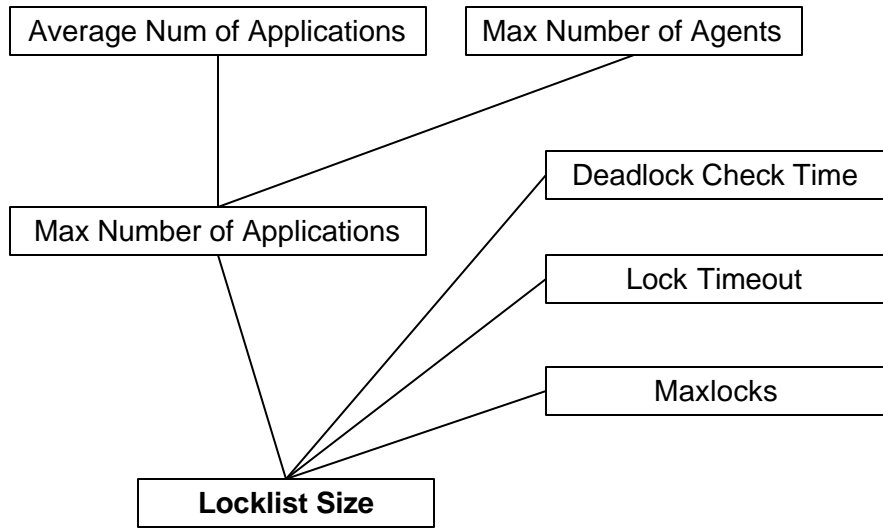 Average Num of Applications
Max Number of Agents
Deadlock Check Time
Max Number of Applications
Lock Timeout
Maxlocks
Locklist Size